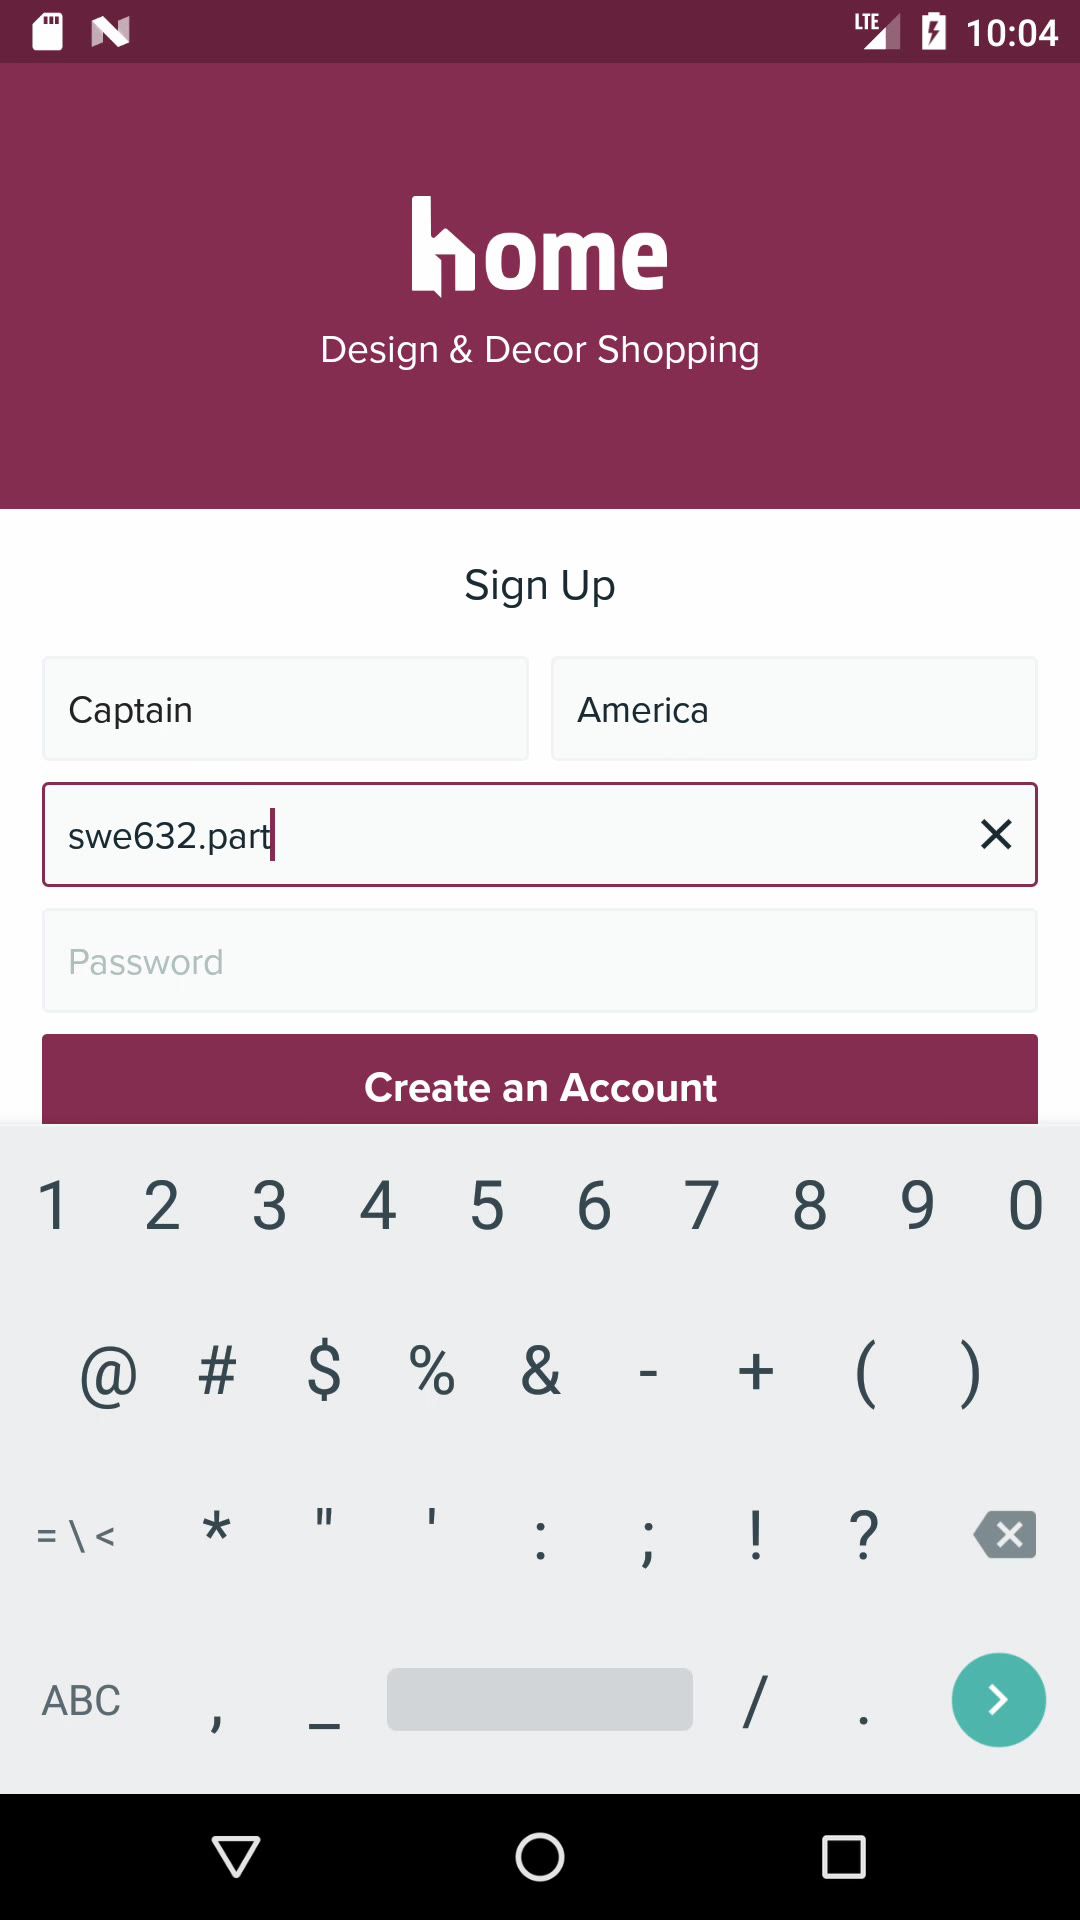 LTE 10:04
home
Design & Decor Shopping
Sign Up
Captain America
swe632.part
Password
Create an Account
1 2 3 4 5 6 7 8 9 0
@ # $ % & - + ( )
= \ < * " ' : ; ! ?
ABC , _ / .